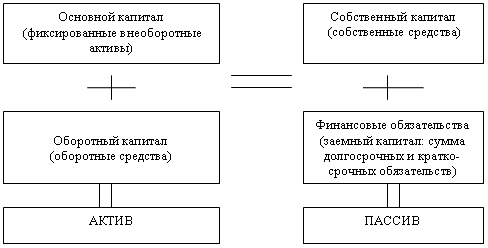 Основной капитал
(фиксированные внеоборотные
активы)
Собственный капитал
(собственные средства)
Оборотный капитал
(оборотные средства)
Финансовые обязательства
(заемный капитал: сумма
долгосрочных и кратко-
срочных обязательств)
АКТИВ
ПАССИВ